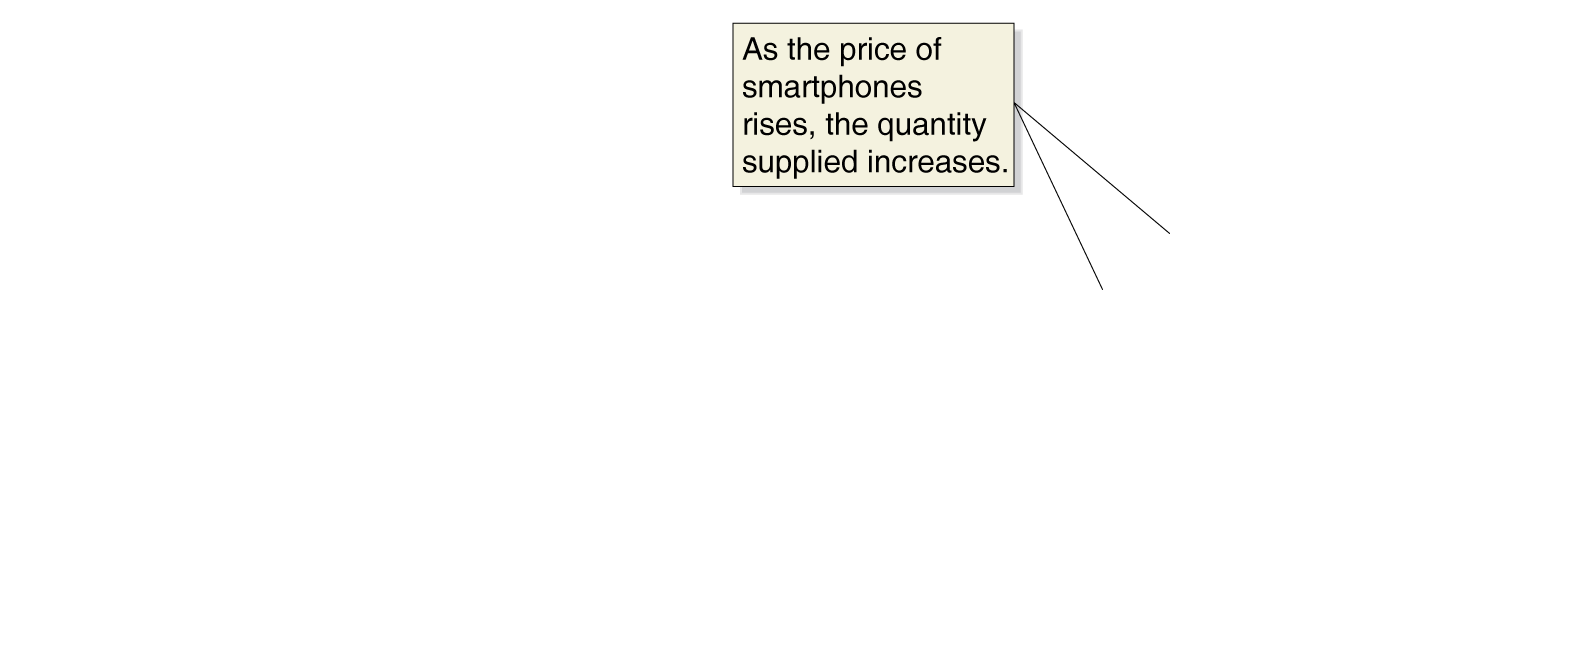 As the price of
smartphones
rises, the quantity
supplied increases.